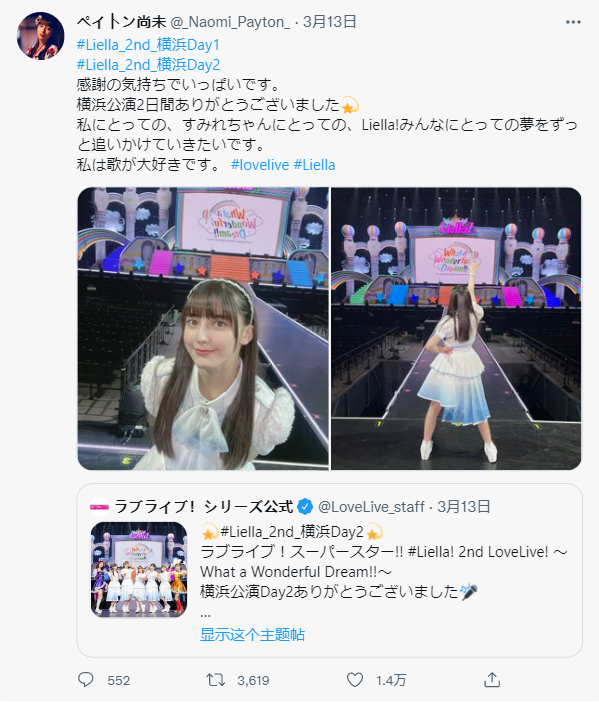 ペイトン尚未 @_Naomi_Payton_ · 3月13日
#Liella_2nd_横浜Day1
#Liella_2nd_横浜Day2
感謝の気持ちでいっぱいです。
横浜公演2日間ありがとうございました💫
私にとっての、すみれちゃんにとっての、Liella!みんなにとっての夢をずっ
と追いかけていきたいです。
私は歌が大好きです。 #lovelive #Liella
What a
Wonderful
Dream!!
Liella!
What a
Wonderful
Dream!!
ラブライブ！シリーズ公式 @LoveLive_staff · 3月13日
💫#Liella_2nd_横浜Day2💫
ラブライブ！スーパースター!! #Liella! 2nd LoveLive! ～
What a Wonderful Dream!!～
横浜公演Day2ありがとうございました🎤
...
显示这个主题帖
552
3,619
1.4万